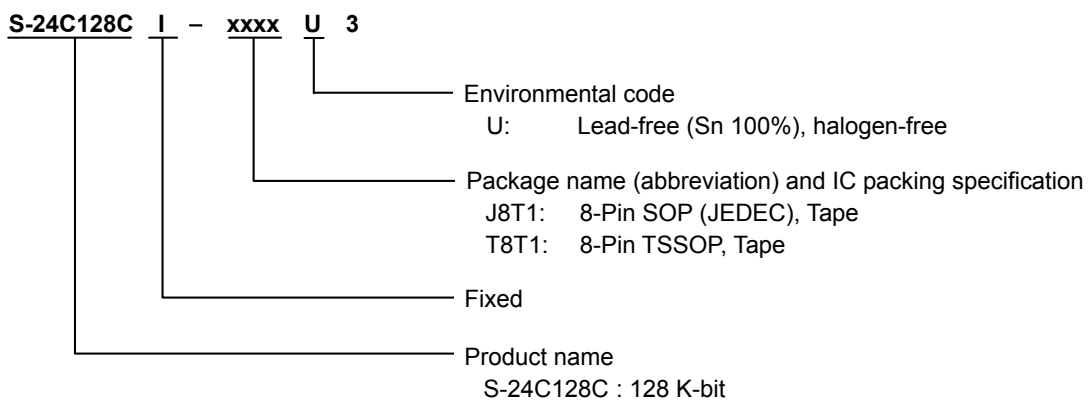 S-24C128C I – xxxx U 3
Environmental code
U: Lead-free (Sn 100%), halogen-free
Package name (abbreviation) and IC packing specification
J8T1: 8-Pin SOP (JEDEC), Tape
T8T1: 8-Pin TSSOP, Tape
Fixed
Product name
S-24C128C : 128 K-bit